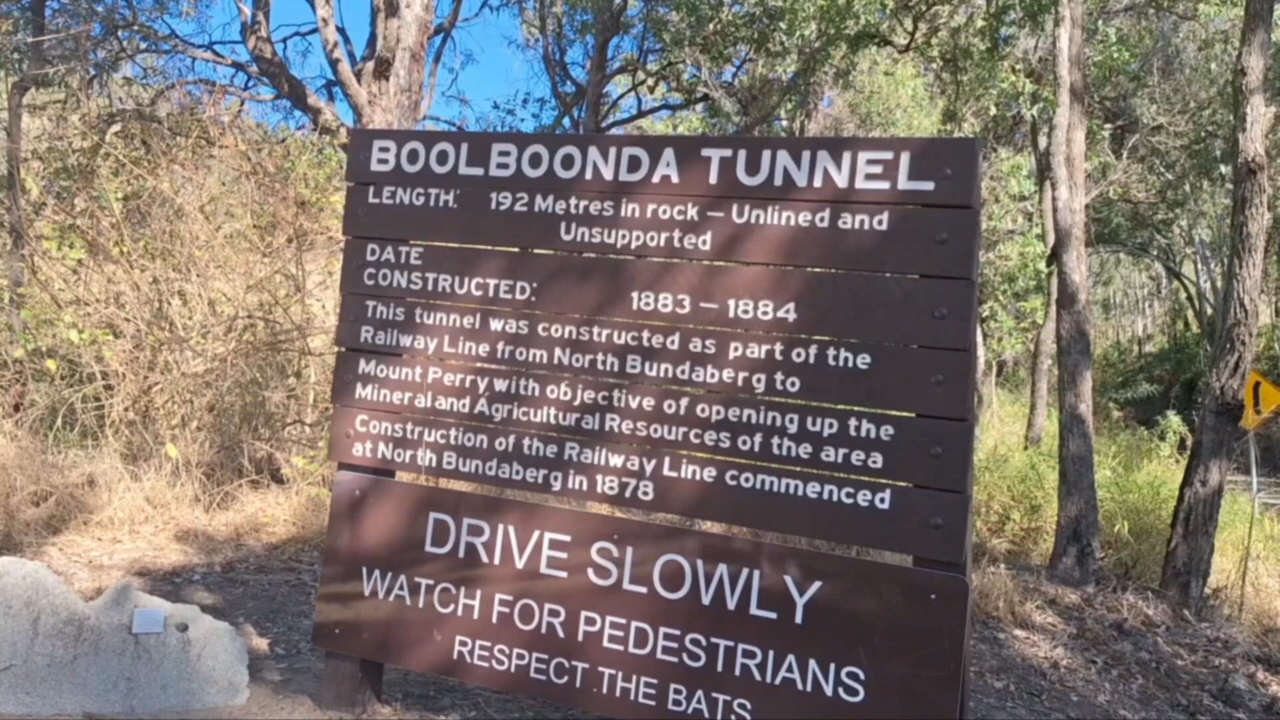 BOOLBOONDA TUNNEL
LENGTH: 192 Metres in rock – Unlined and
Unsupported
DATE
CONSTRUCTED: 1883 – 1884
This tunnel was constructed as part of the
Railway Line from North Bundaberg to
Mount Perry with objective of opening up the
Mineral and Agricultural Resources of the area
Construction of the Railway Line commenced
at North Bundaberg in 1878
DRIVE SLOWLY
WATCH FOR PEDESTRIANS
RESPECT THE BATS